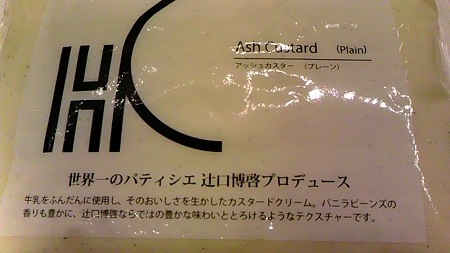 HC
Ash Custard (Plain)
アッシュカスター (プレーン)
世界一のパティシエ 辻口博啓プロデュース
牛乳をふんだんに使用し、そのおいしさを生かしたカスタードクリーム。バニラビーンズの
香りも豊かに、辻口博啓ならではの豊かな味わいととろけるようなテクスチャーです。